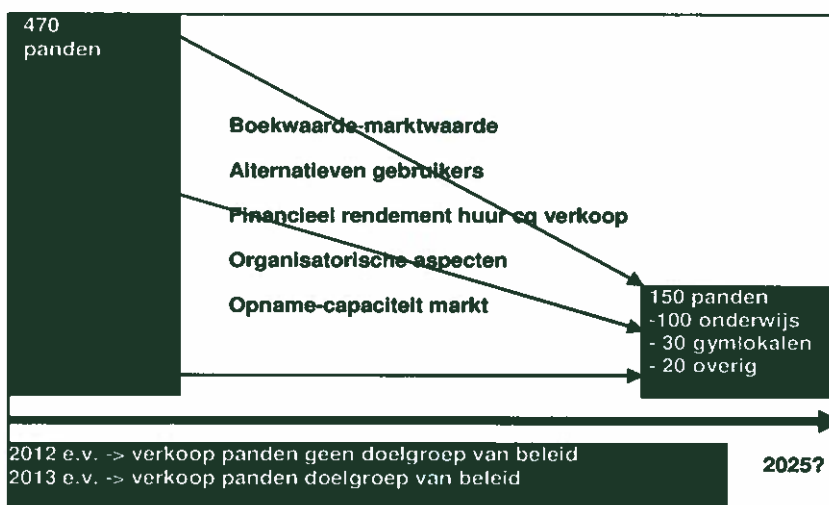 470
panden
Boekwaarde-marktwaarde
Alternatieven gebruikers
Financieel rendement huur cq verkoop
Organisatorische aspecten
Opname-capaciteit markt
150 panden
-100 onderwijs
- 30 gymlokalen
- 20 overig
2012 e.v. -> verkoop panden geen doelgroep van beleid
2013 e.v. -> verkoop panden doelgroep van beleid
2025?